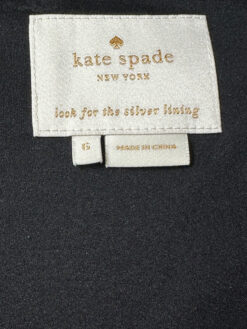 kate spade
NEW YORK
look for the silver lining
6
MADE IN CHINA